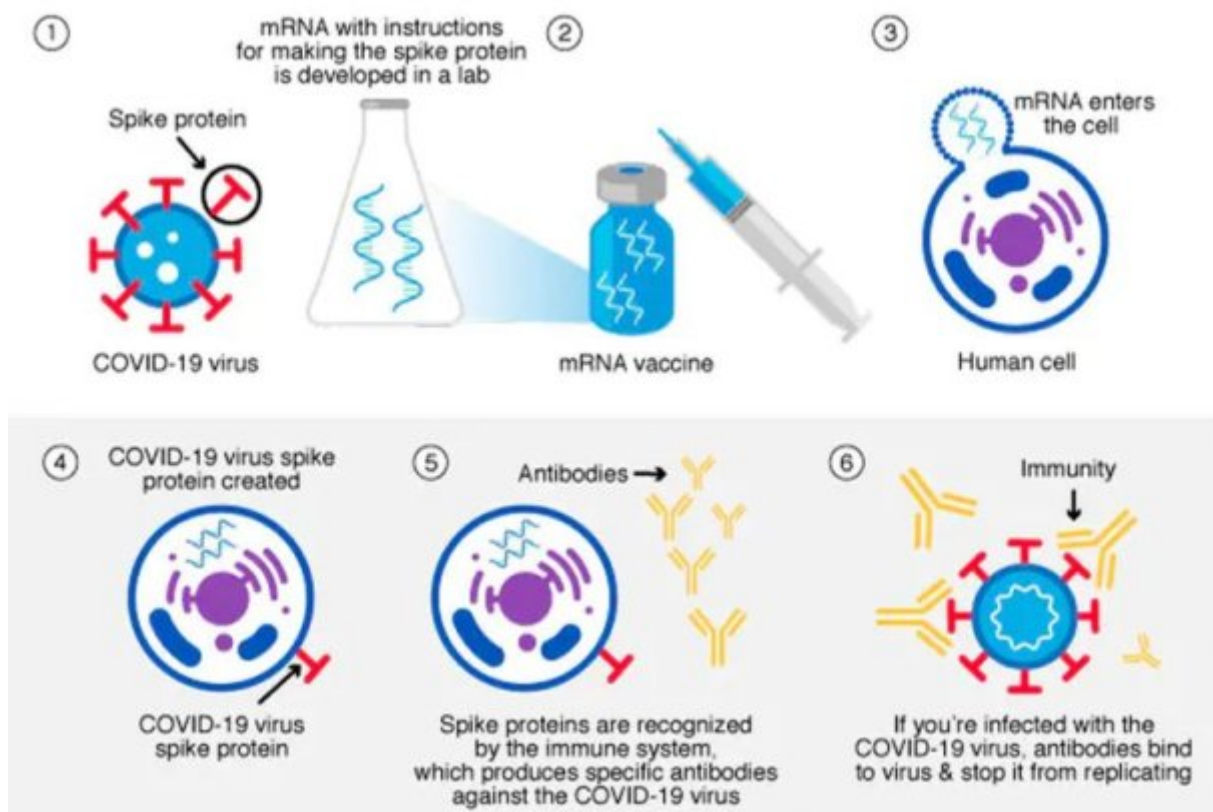 1
Spike protein
COVID-19 virus
mRNA with instructions
for making the spike protein
is developed in a lab
2
mRNA vaccine
3
mRNA enters
the cell
Human cell
4
COVID-19 virus spike
protein created
COVID-19 virus
spike protein
5
Antibodies
Spike proteins are recognized
by the immune system,
which produces specific antibodies
against the COVID-19 virus
6
Immunity
If you're infected with the
COVID-19 virus, antibodies bind
to virus & stop it from replicating